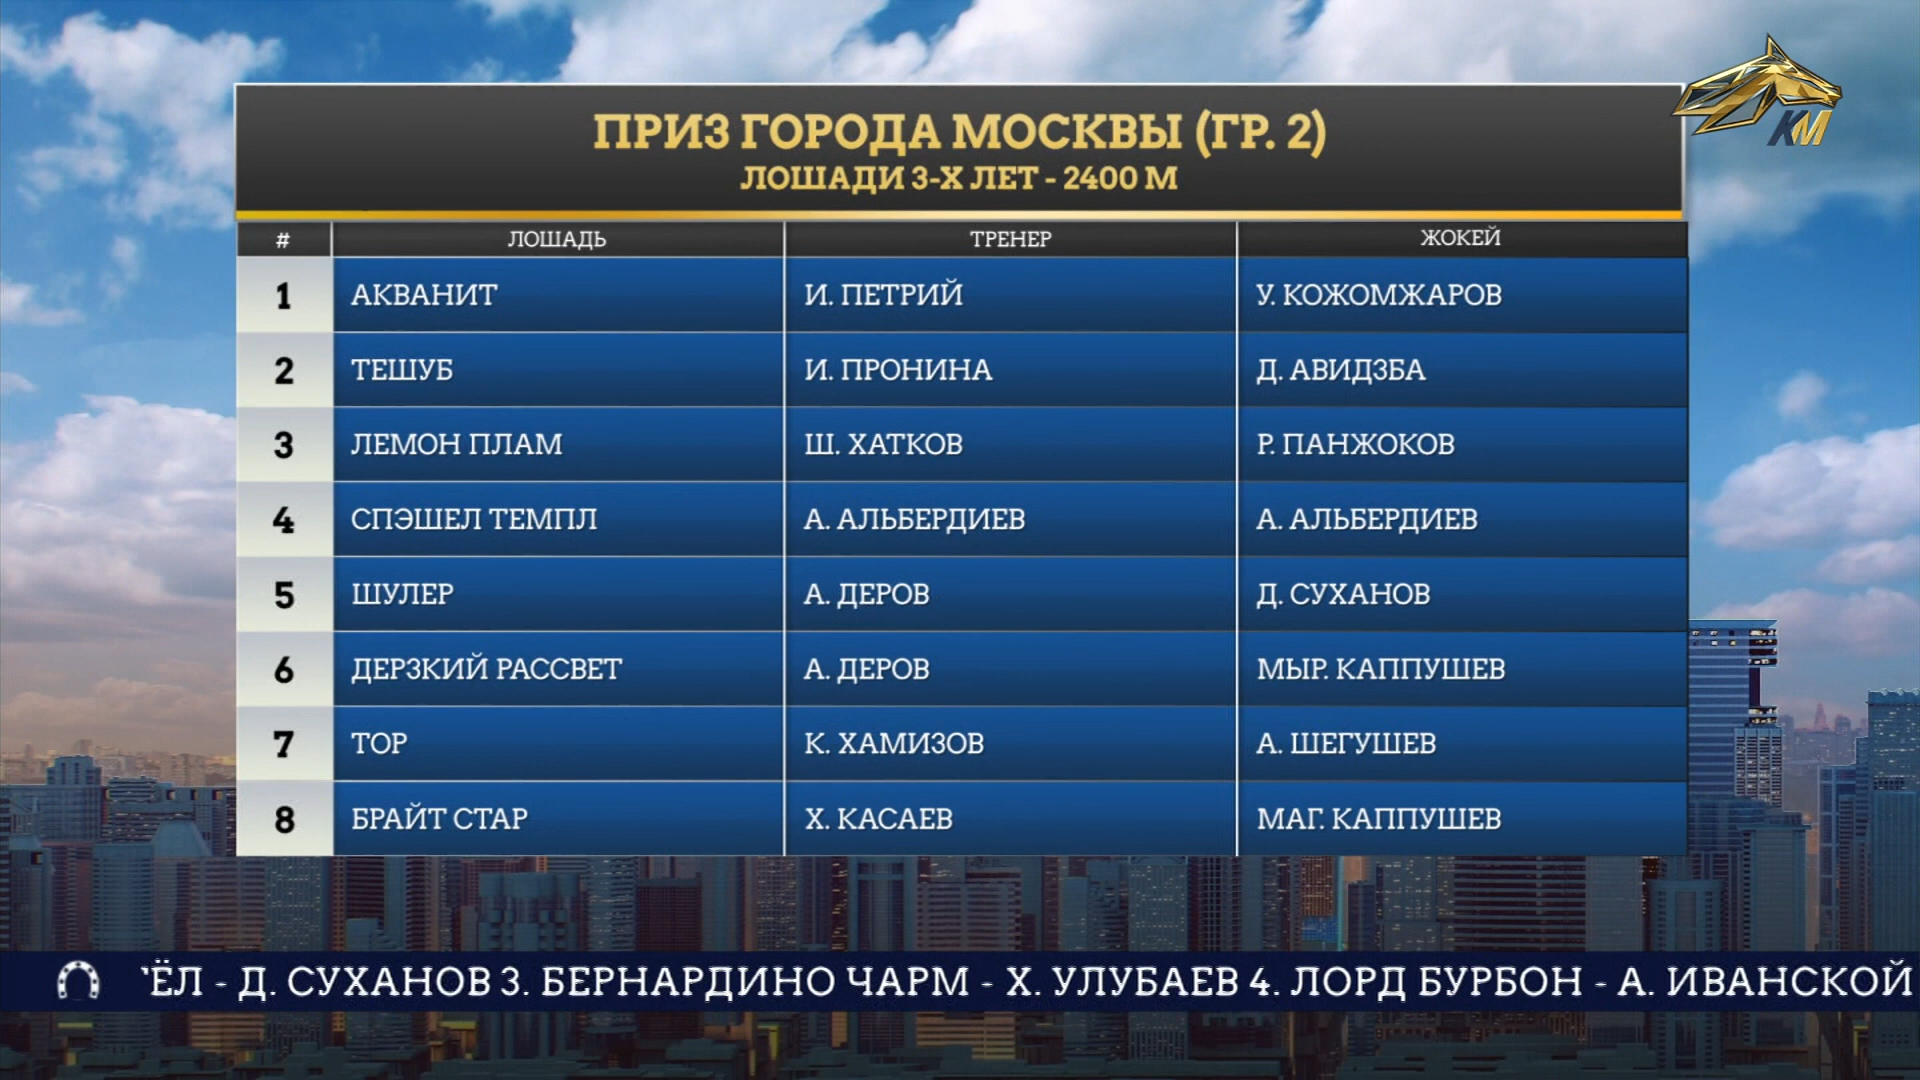 ПРИЗ ГОРОДА МОСКВЫ (ГР. 2)
ЛОШАДИ 3-Х ЛЕТ - 2400 М
# ЛОШАДЬ ТРЕНЕР ЖОКЕЙ
1 АКВАНИТ И. ПЕТРИЙ У. КОЖОМЖАРОВ
2 ТЕШУБ И. ПРОНИНА Д. АВИДЗБА
3 ЛЕМОН ПЛАМ Ш. ХАТКОВ Р. ПАНЖОКОВ
4 СПЭШЕЛ ТЕМПЛ А. АЛЬБЕРДИЕВ А. АЛЬБЕРДИЕВ
5 ШУЛЕР А. ДЕРОВ Д. СУХАНОВ
6 ДЕРЗКИЙ РАССВЕТ А. ДЕРОВ МЫР. КАППУШЕВ
7 ТОР К. ХАМИЗОВ А. ШЕГУШЕВ
8 БРАЙТ СТАР Х. КАСАЕВ МАГ. КАППУШЕВ
КМ
ЁЛ - Д. СУХАНОВ 3. БЕРНАРДИНО ЧАРМ - Х. УЛУБАЕВ 4. ЛОРД БУРБОН - А. ИВАНСКОЙ